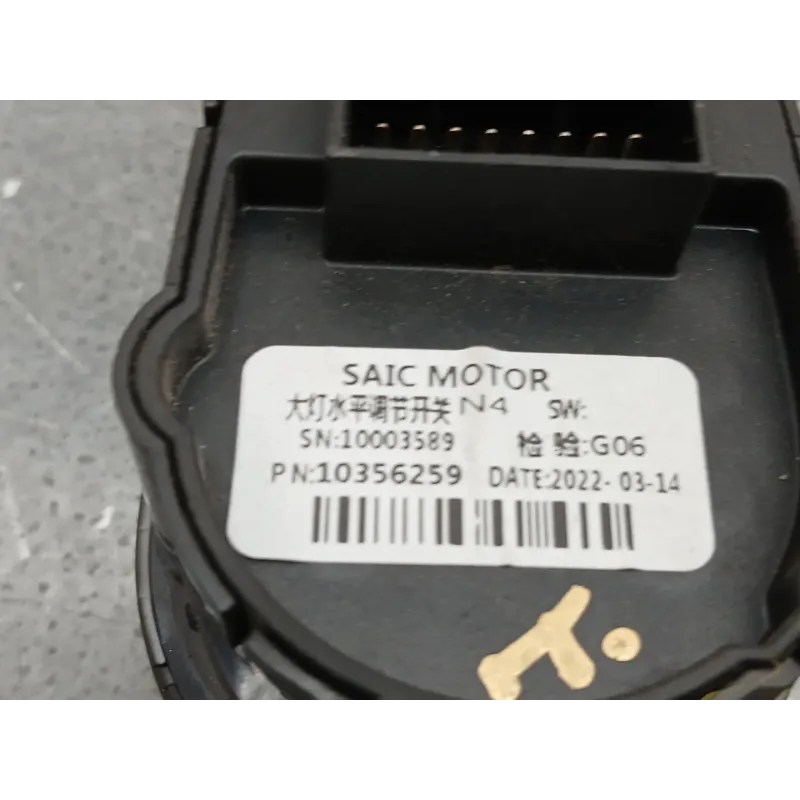 SAIC MOTOR
大灯水平调节开关 N4 SW:
SN:10003589 检 验:G06
PN:10356259 DATE:2022-03-14